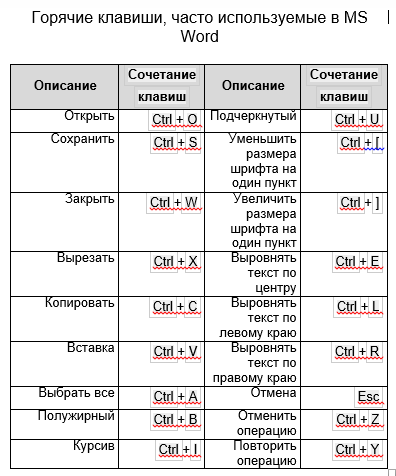 Горячие клавиши, часто используемые в MS
Word
Описание Сочетание клавиш Описание Сочетание клавиш
Открыть Ctrl + O Подчеркнутый Ctrl + U
Сохранить Ctrl + S Уменьшить Ctrl + [
размера
шрифта на
один пункт
Закрыть Ctrl + W Увеличить Ctrl + ]
размера
шрифта на
один пункт
Вырезать Ctrl + X Выровнять Ctrl + E
текст по
центру
Копировать Ctrl + C Выровнять Ctrl + L
текст по
левому краю
Вставка Ctrl + V Выровнять Ctrl + R
текст по
правому краю
Выбрать все Ctrl + A Отмена Esc
Полужирный Ctrl + B Отменить Ctrl + Z
операцию
Курсив Ctrl + I Повторить Ctrl + Y
операцию